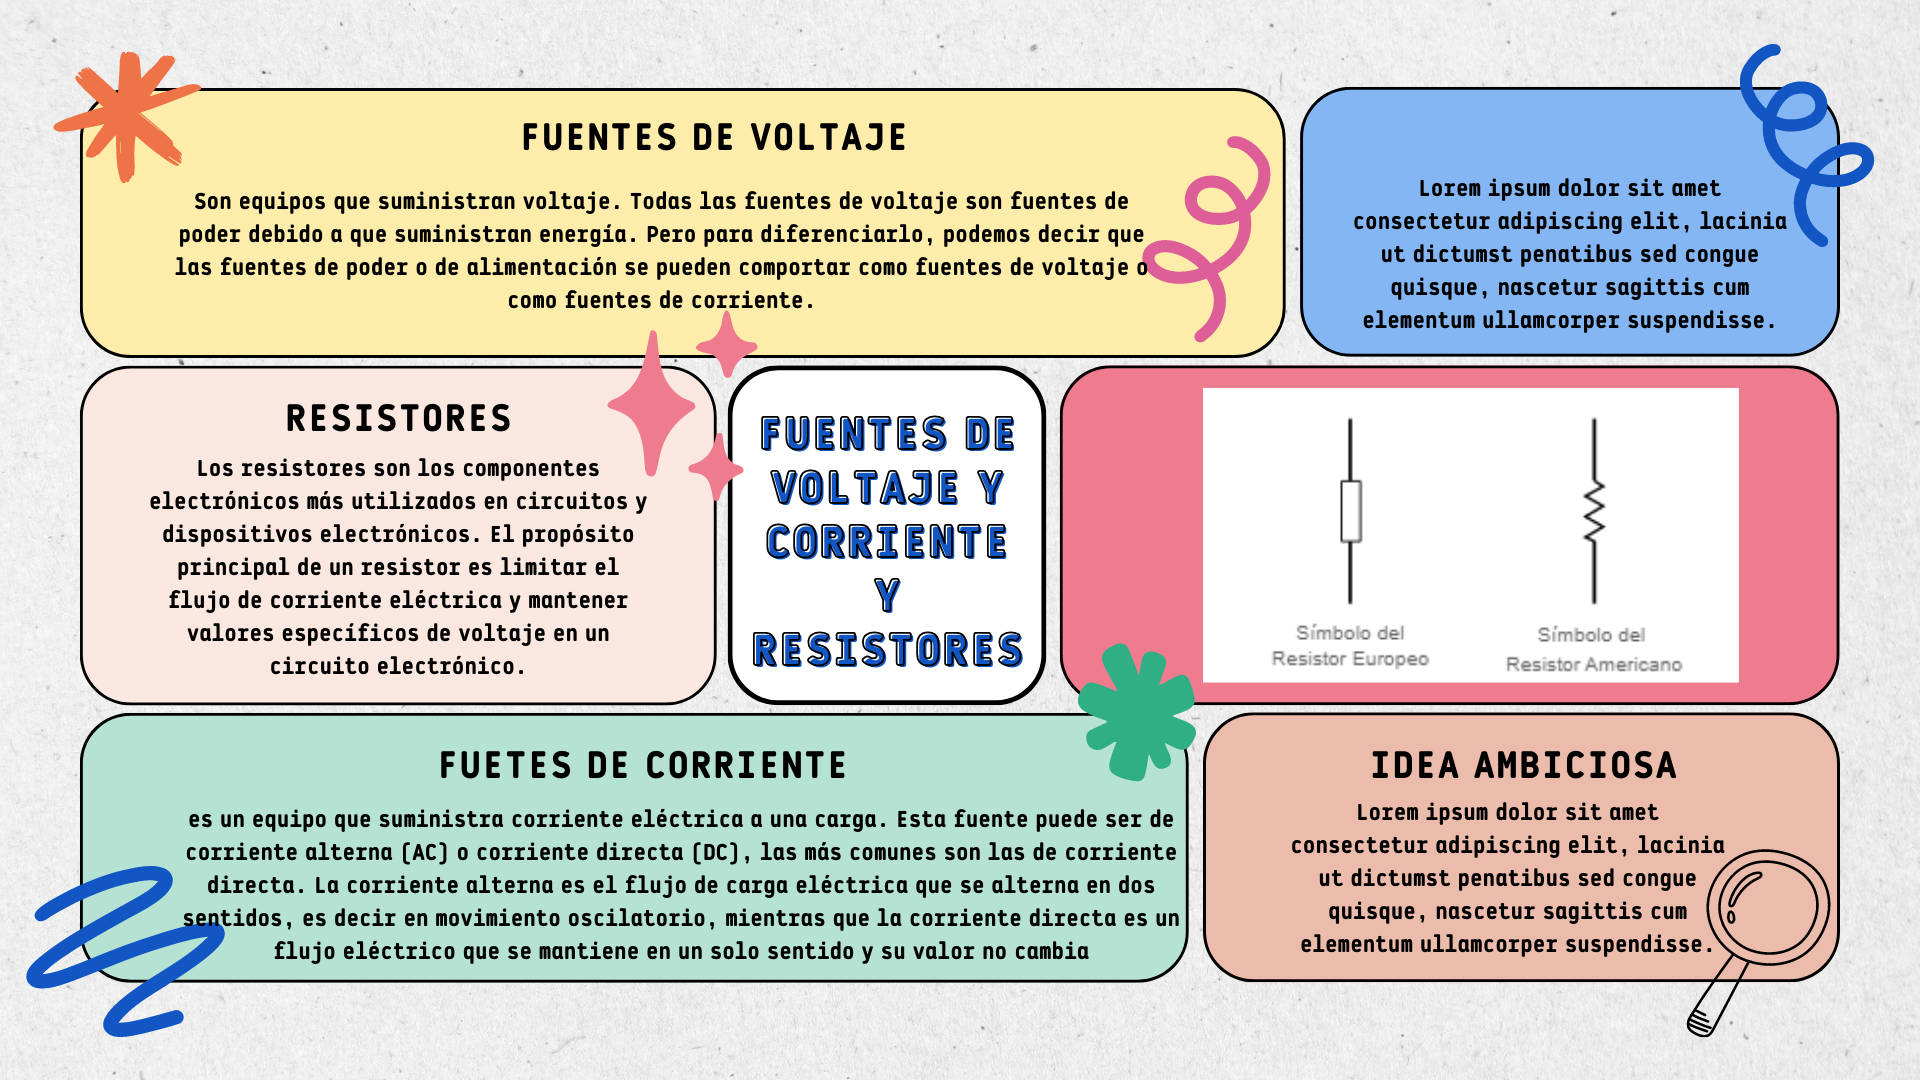 FUENTES DE VOLTAJE
Son equipos que suministran voltaje. Todas las fuentes de voltaje son fuentes de
poder debido a que suministran energía. Pero para diferenciarlo, podemos decir que
las fuentes de poder o de alimentación se pueden comportar como fuentes de voltaje o
como fuentes de corriente.
Lorem ipsum dolor sit amet
consectetur adipiscing elit, lacinia
ut dictumst penatibus sed congue
quisque, nascetur sagittis cum
elementum ullamcorper suspendisse.
RESISTORES
Los resistores son los componentes
electrónicos más utilizados en circuitos y
dispositivos electrónicos. El propósito
principal de un resistor es limitar el
flujo de corriente eléctrica y mantener
valores específicos de voltaje en un
circuito electrónico.
FUENTES DE
VOLTAJE Y
CORRIENTE
Y
RESISTORES
Símbolo del
Resistor Europeo
Símbolo del
Resistor Americano
FUETES DE CORRIENTE
es un equipo que suministra corriente eléctrica a una carga. Esta fuente puede ser de
corriente alterna (AC) o corriente directa (DC), las más comunes son las de corriente
directa. La corriente alterna es el flujo de carga eléctrica que se alterna en dos
sentidos, es decir en movimiento oscilatorio, mientras que la corriente directa es un
flujo eléctrico que se mantiene en un solo sentido y su valor no cambia
IDEA AMBICIOSA
Lorem ipsum dolor sit amet
consectetur adipiscing elit, lacinia
ut dictumst penatibus sed congue
quisque, nascetur sagittis cum
elementum ullamcorper suspendisse.